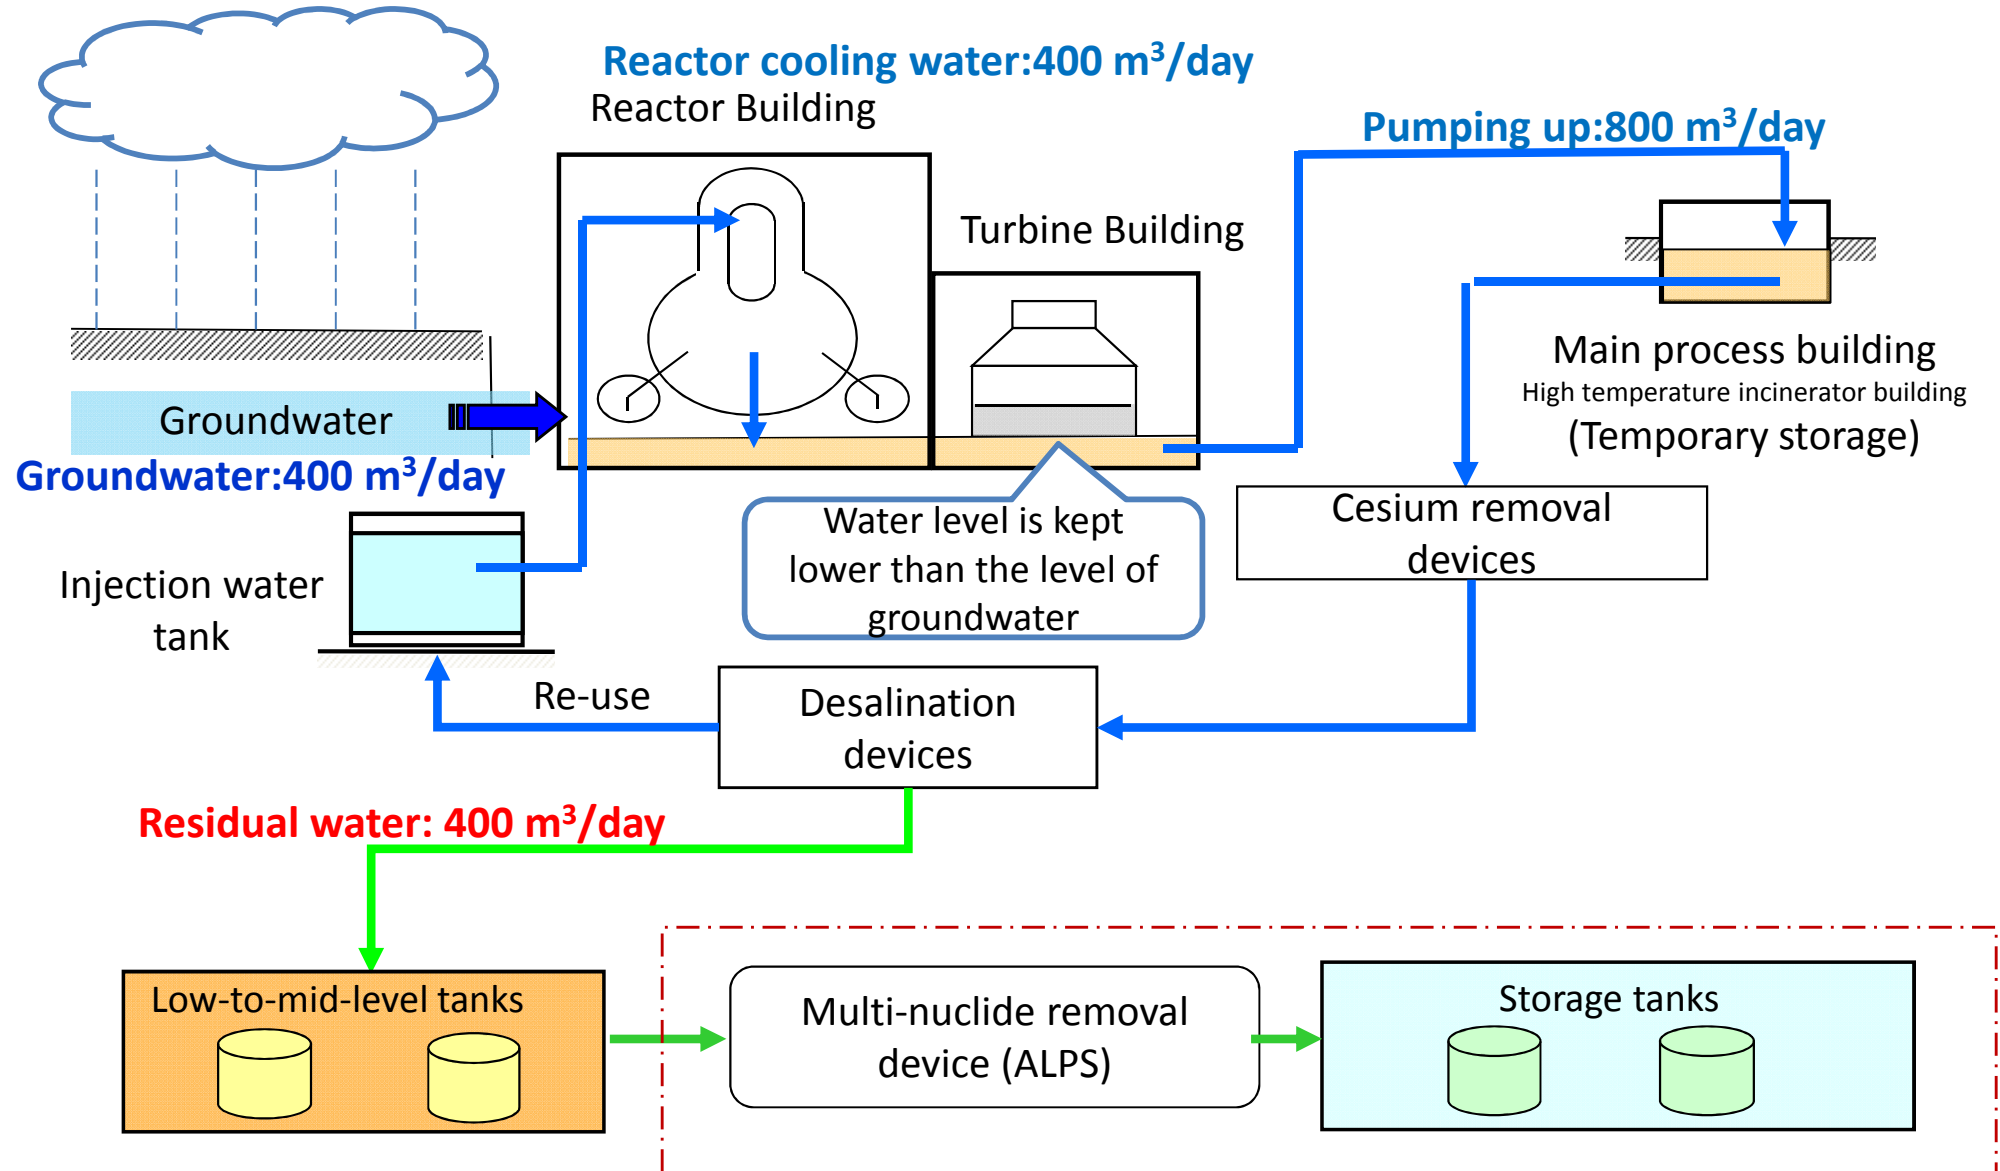 Reactor cooling water:400 m³/day
Reactor Building
Pumping up:800 m³/day
Turbine Building
Main process building
High temperature incinerator building
(Temporary storage)
Groundwater
Groundwater:400 m³/day
Cesium removal
devices
Water level is kept
lower than the level of
groundwater
Injection water
tank
Re-use
Desalination
devices
Residual water: 400 m³/day
Low-to-mid-level tanks
Multi-nuclide removal
device (ALPS)
Storage tanks